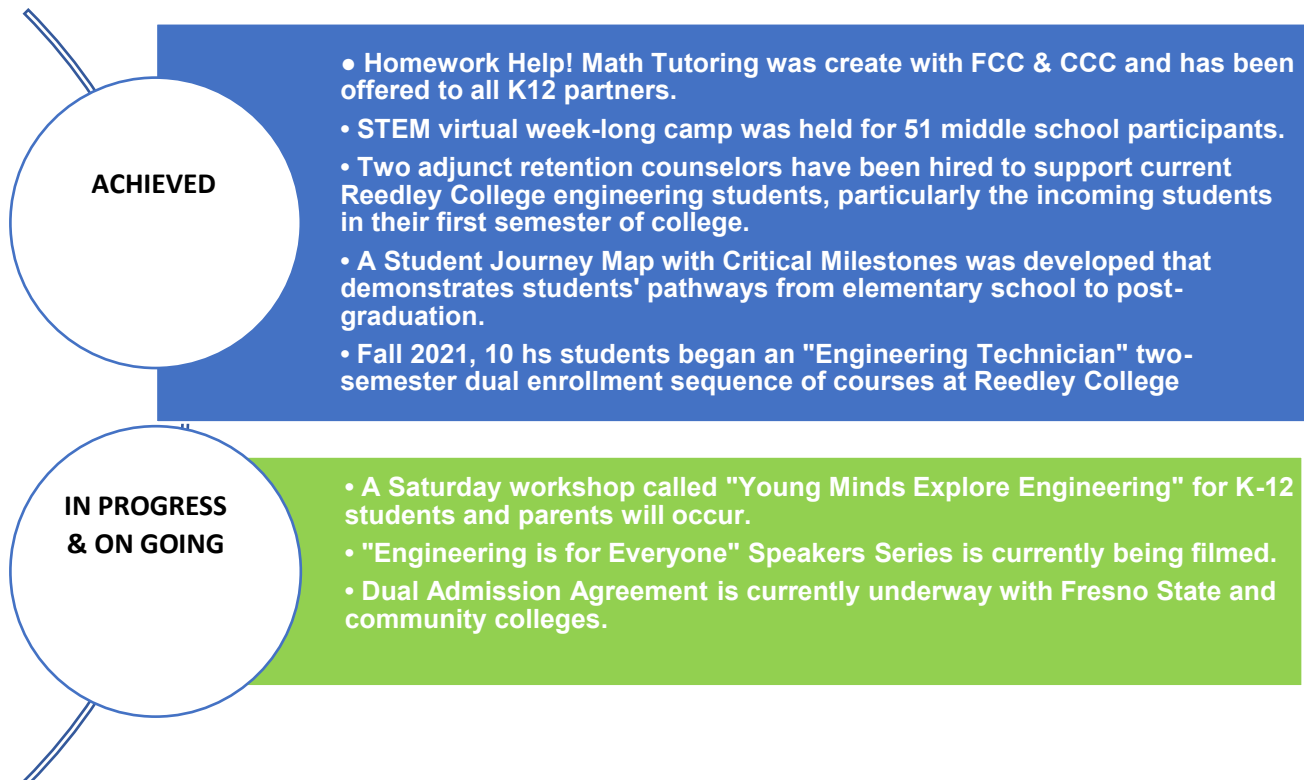 ACHIEVED
● Homework Help! Math Tutoring was create with FCC & CCC and has been
offered to all K12 partners.
• STEM virtual week-long camp was held for 51 middle school participants.
• Two adjunct retention counselors have been hired to support current
Reedley College engineering students, particularly the incoming students
in their first semester of college.
• A Student Journey Map with Critical Milestones was developed that
demonstrates students' pathways from elementary school to post-
graduation.
• Fall 2021, 10 hs students began an "Engineering Technician" two-
semester dual enrollment sequence of courses at Reedley College
IN PROGRESS
& ON GOING
• A Saturday workshop called "Young Minds Explore Engineering" for K-12
students and parents will occur.
• "Engineering is for Everyone" Speakers Series is currently being filmed.
• Dual Admission Agreement is currently underway with Fresno State and
community colleges.